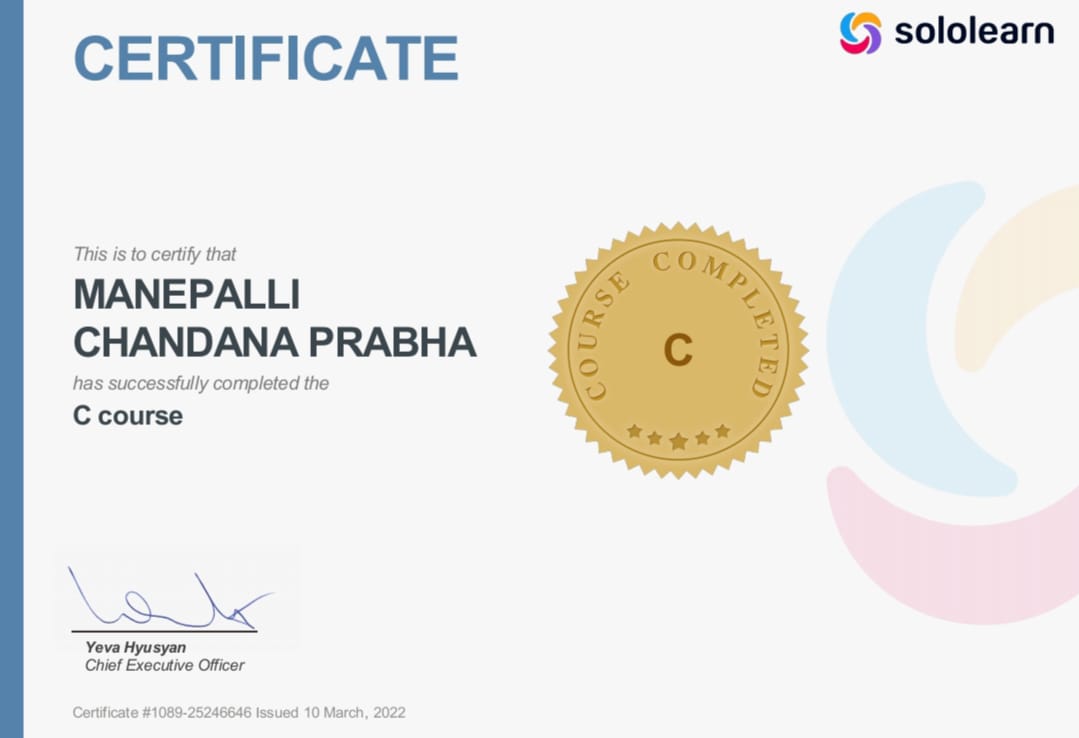 CERTIFICATE
sololearn
This is to certify that
MANEPALLI
CHANDANA PRABHA
has successfully completed the
C course
COURSE COMPLETED
C
Yeva Hyusyan
Chief Executive Officer
Certificate #1089-25246646 Issued 10 March, 2022